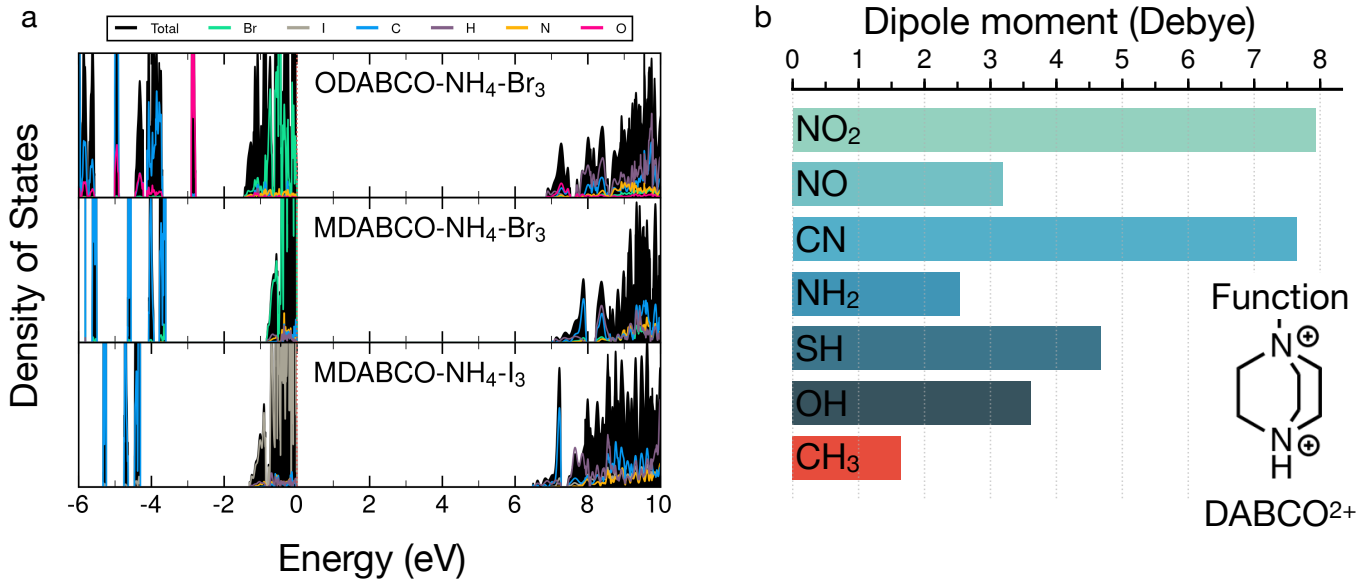 a
Total Br I C H N O
ODABCO-NH₄-Br₃
MDABCO-NH₄-Br₃
MDABCO-NH₄-I₃
Density of States
-6 -4 -2 0 2 4 6 8 10
Energy (eV)
b
Dipole moment (Debye)
0 1 2 3 4 5 6 7 8
NO₂
NO
CN
NH₂
SH
OH
CH₃
Function
N +
N +
H
DABCO²⁺